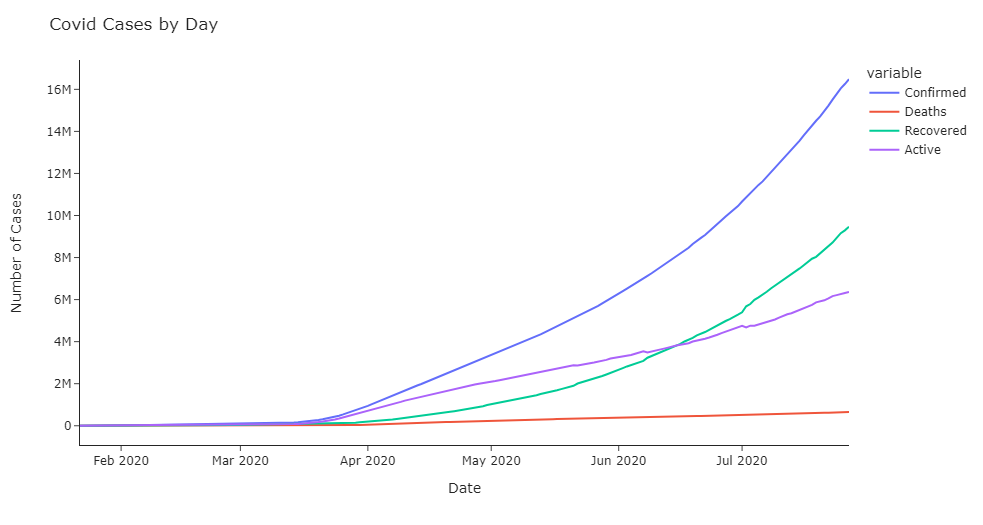 Covid Cases by Day
variable
Confirmed
Deaths
Recovered
Active
16M
14M
12M
10M
8M
6M
4M
2M
0
Number of Cases
Feb 2020
Mar 2020
Apr 2020
May 2020
Jun 2020
Jul 2020
Date